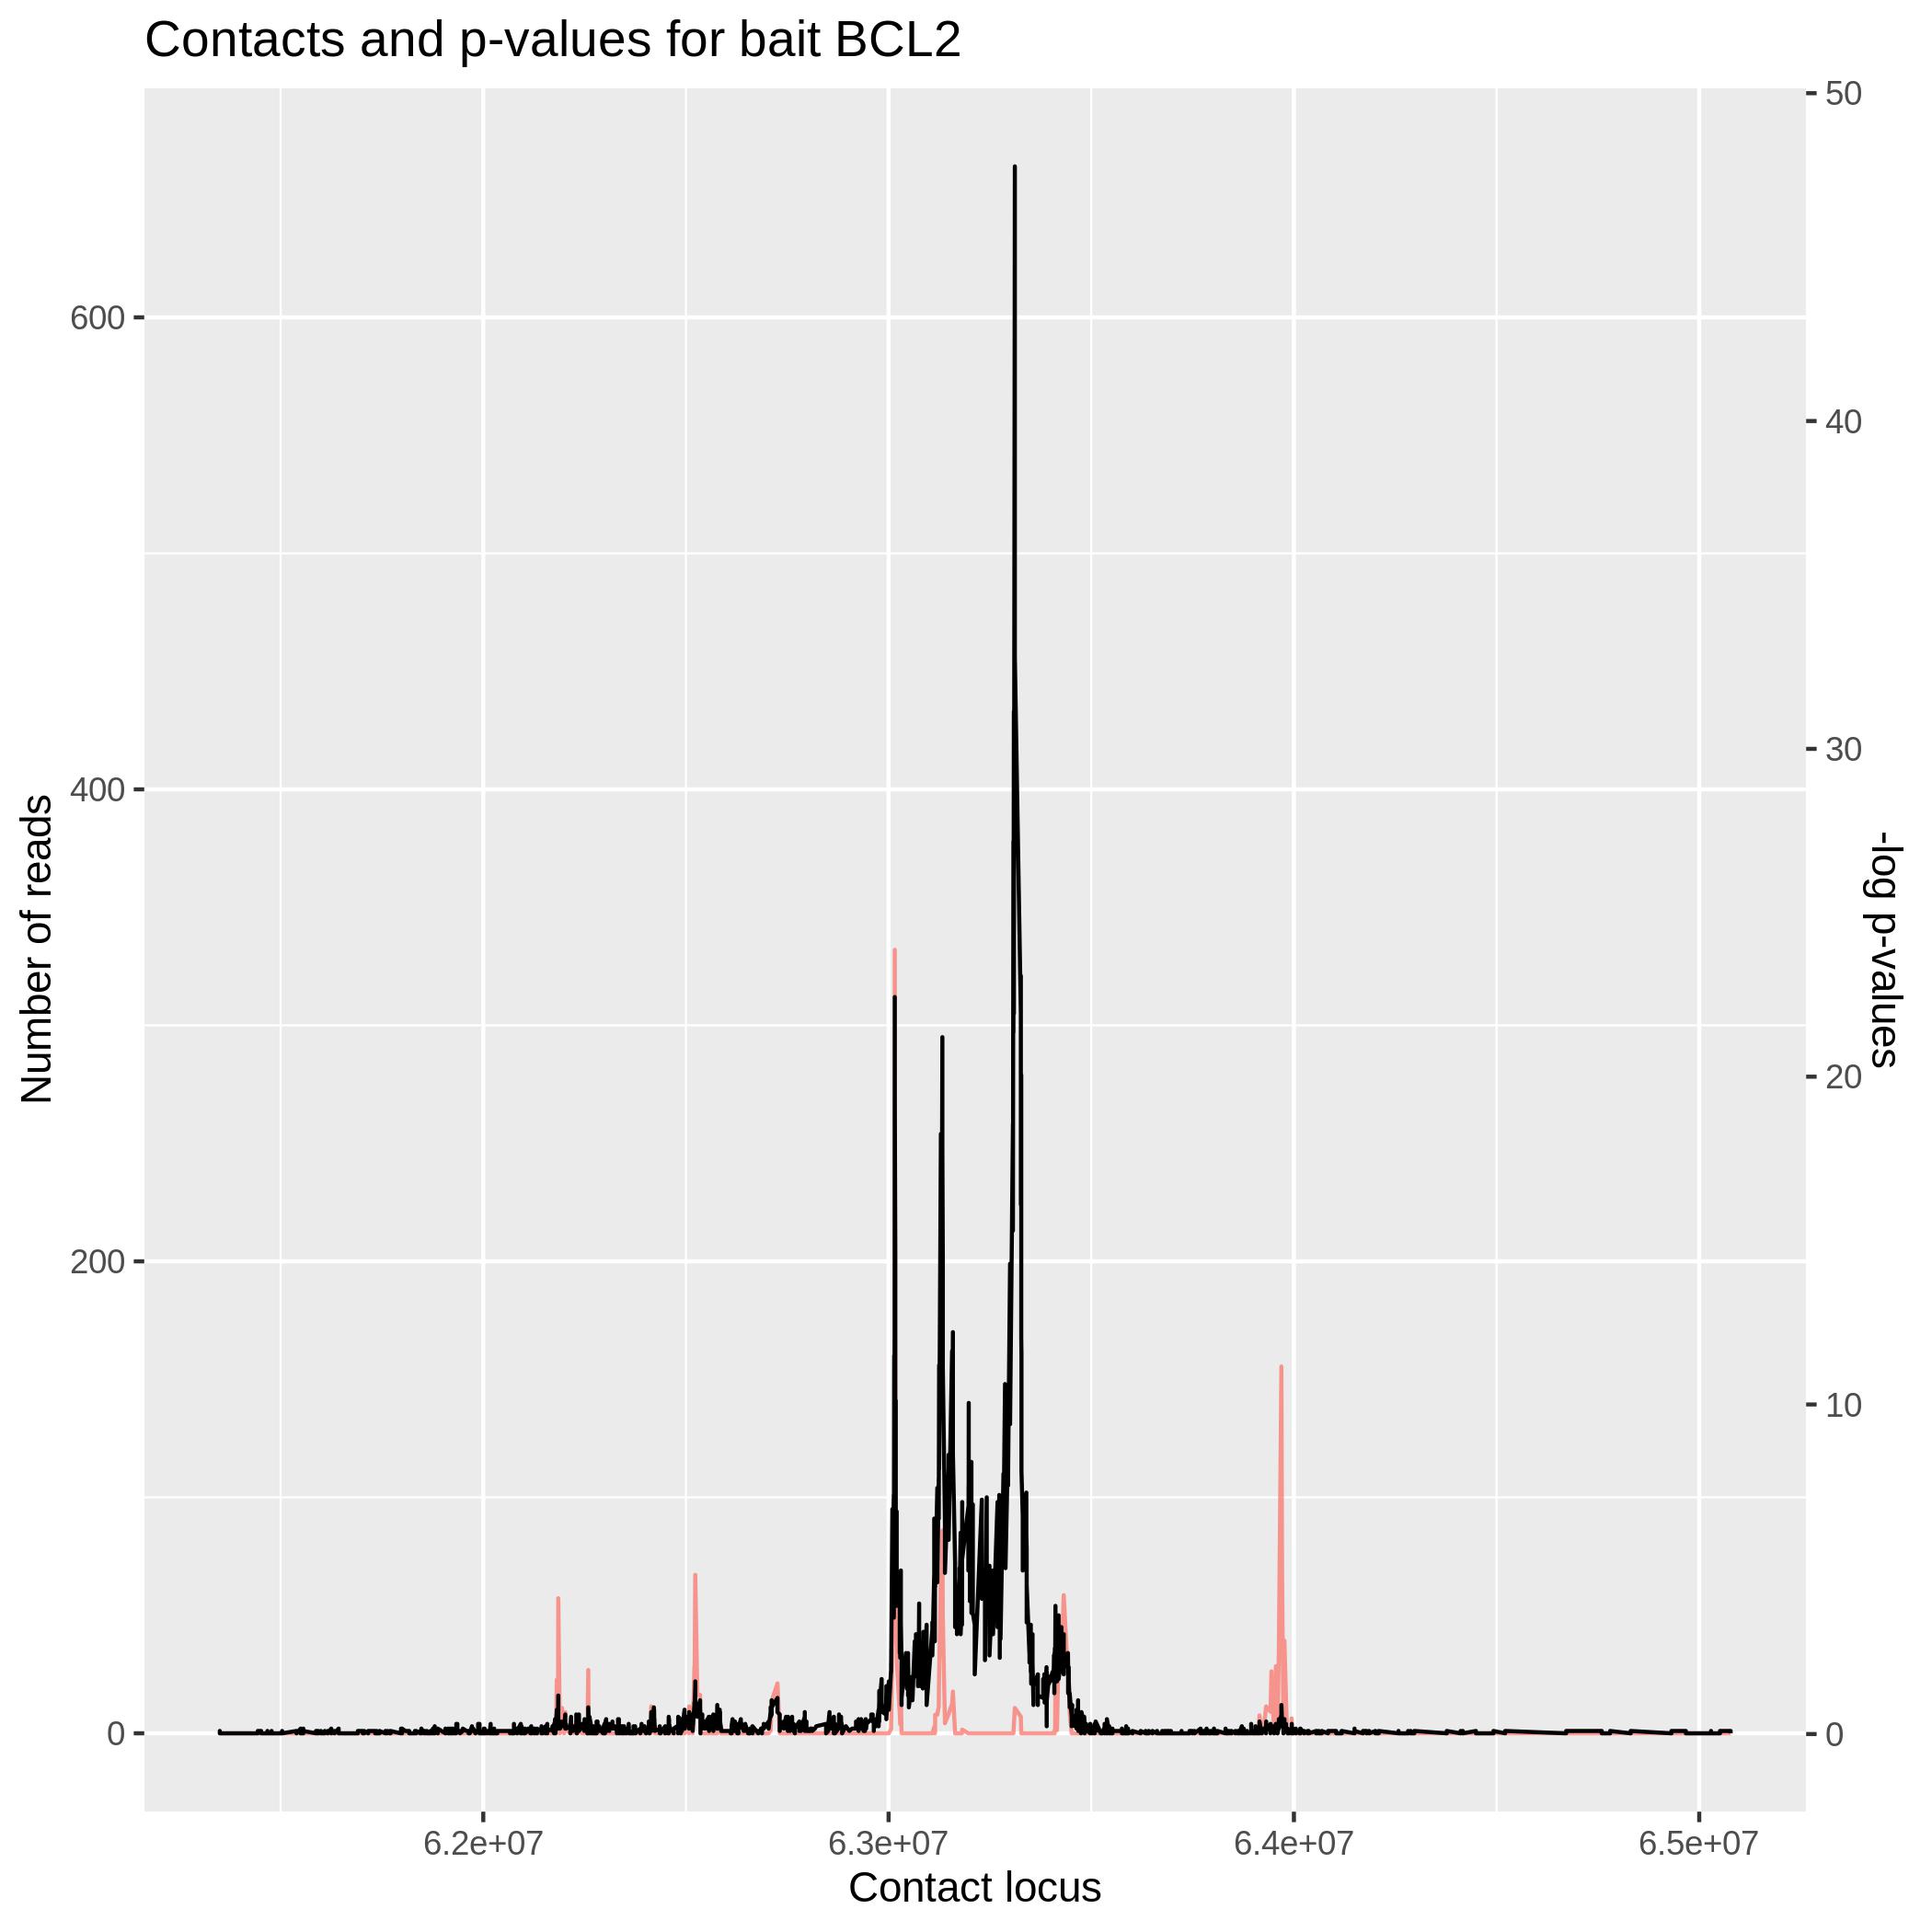 Contacts and p-values for bait BCL2
Number of reads
600
400
200
0
50
40
30
20
10
0
-log p-values
6.2e+07
6.3e+07
6.4e+07
6.5e+07
Contact locus